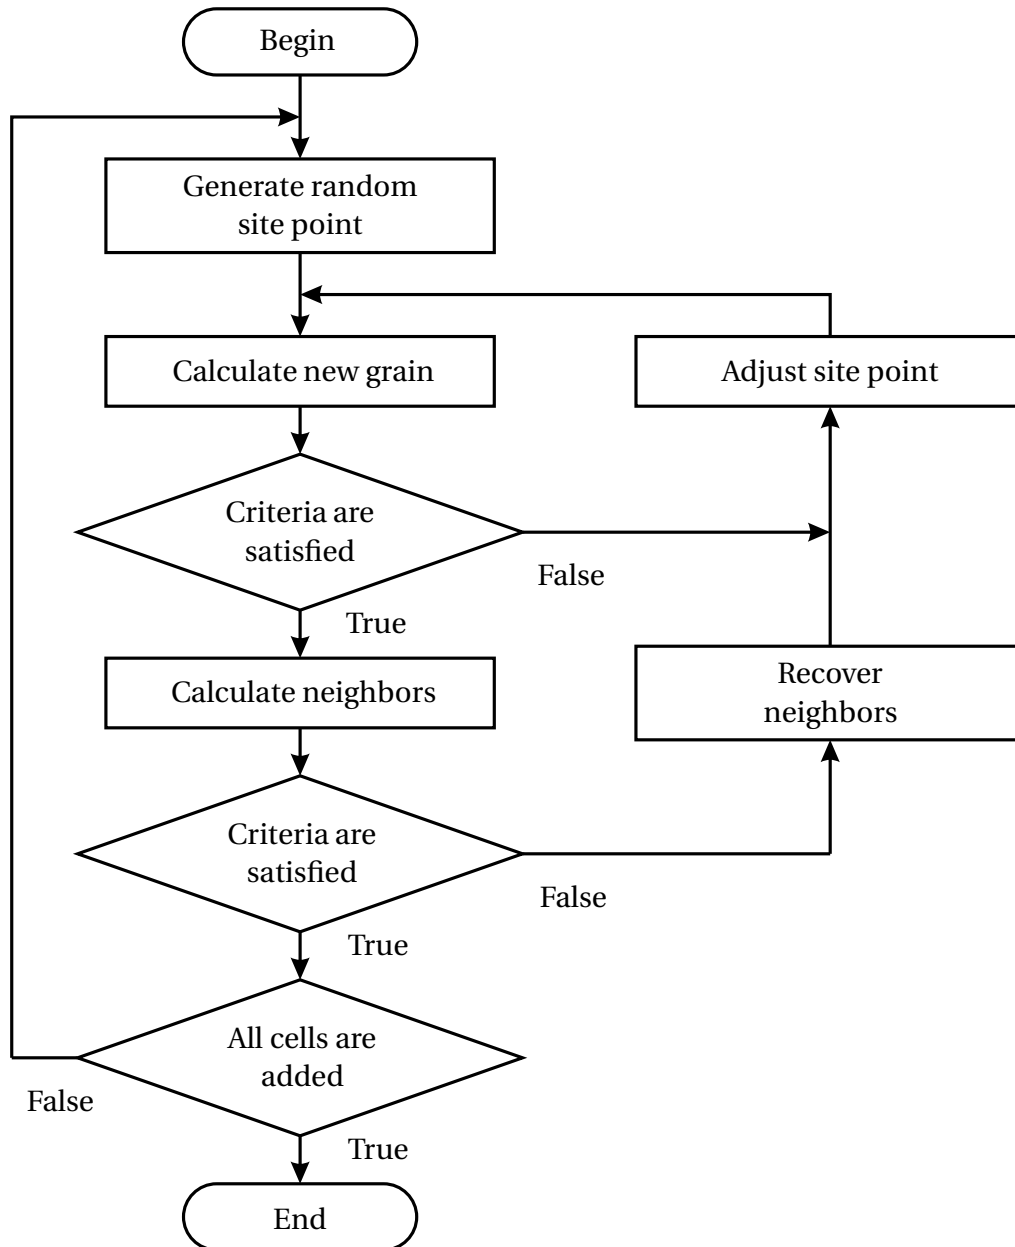 Begin
Generate random
site point
Calculate new grain
Adjust site point
Criteria are
satisfied
False
True
Calculate neighbors
Recover
neighbors
Criteria are
satisfied
False
True
All cells are
added
False
True
End